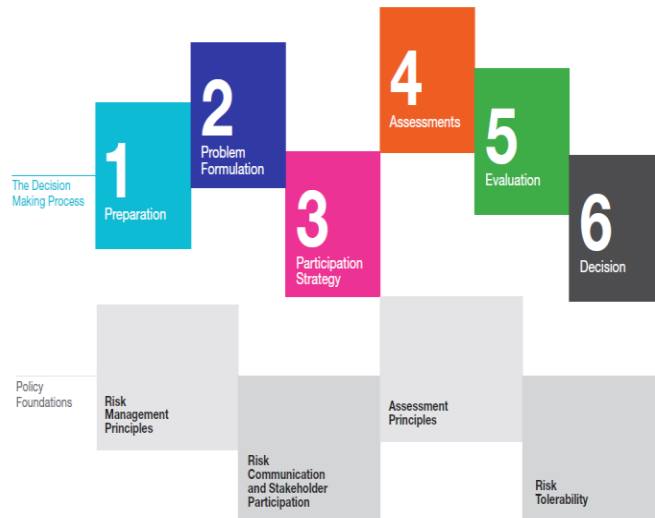 The Decision
Making Process
1
Preparation
2
Problem
Formulation
3
Participation
Strategy
4
Assessments
5
Evaluation
6
Decision
Policy
Foundations
Risk
Management
Principles
Risk
Communication
and Stakeholder
Participation
Assessment
Principles
Risk
Tolerability